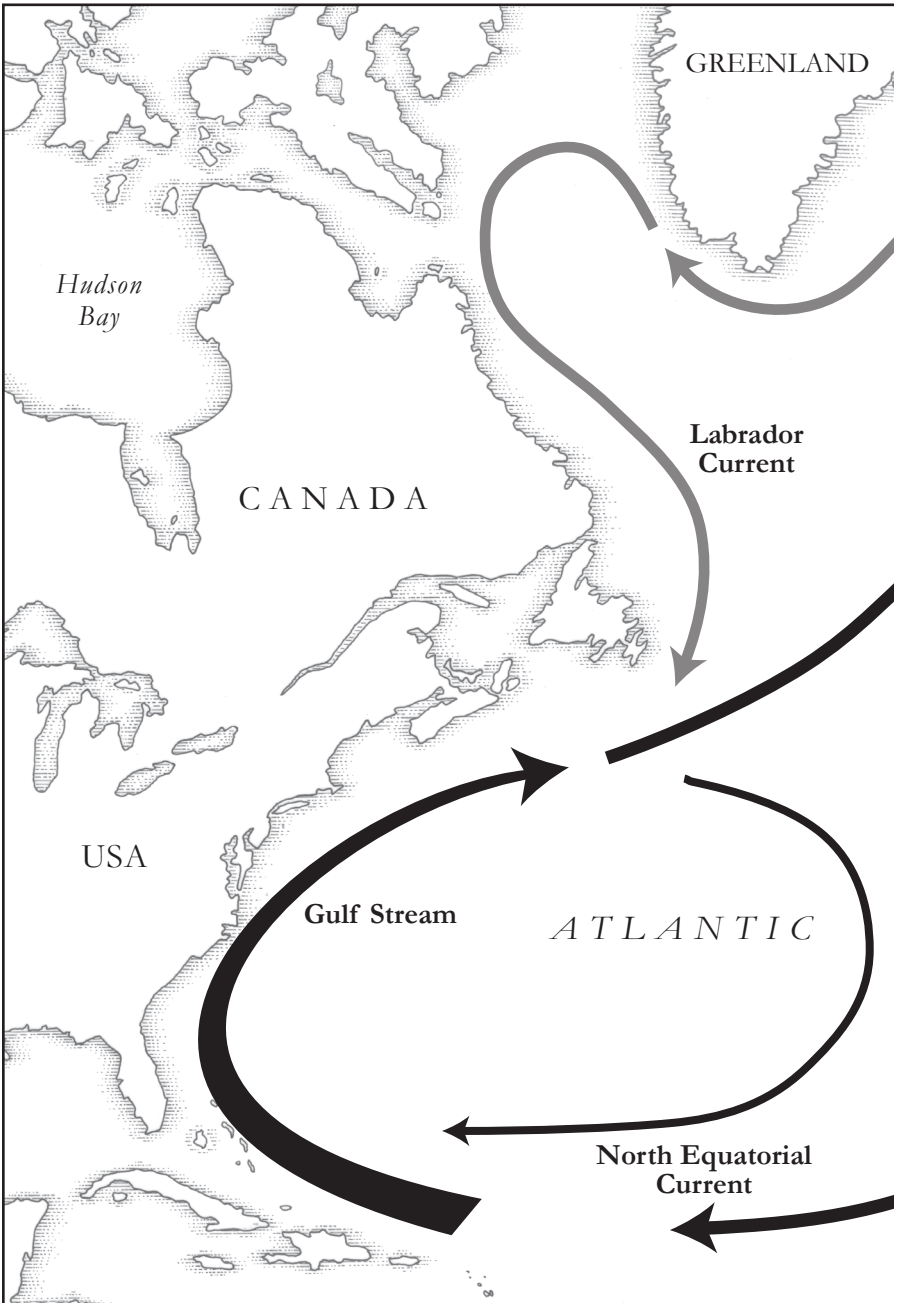 GREENLAND
Hudson
Bay
Labrador
Current
CANADA
USA
Gulf Stream
ATLANTIC
North Equatorial
Current